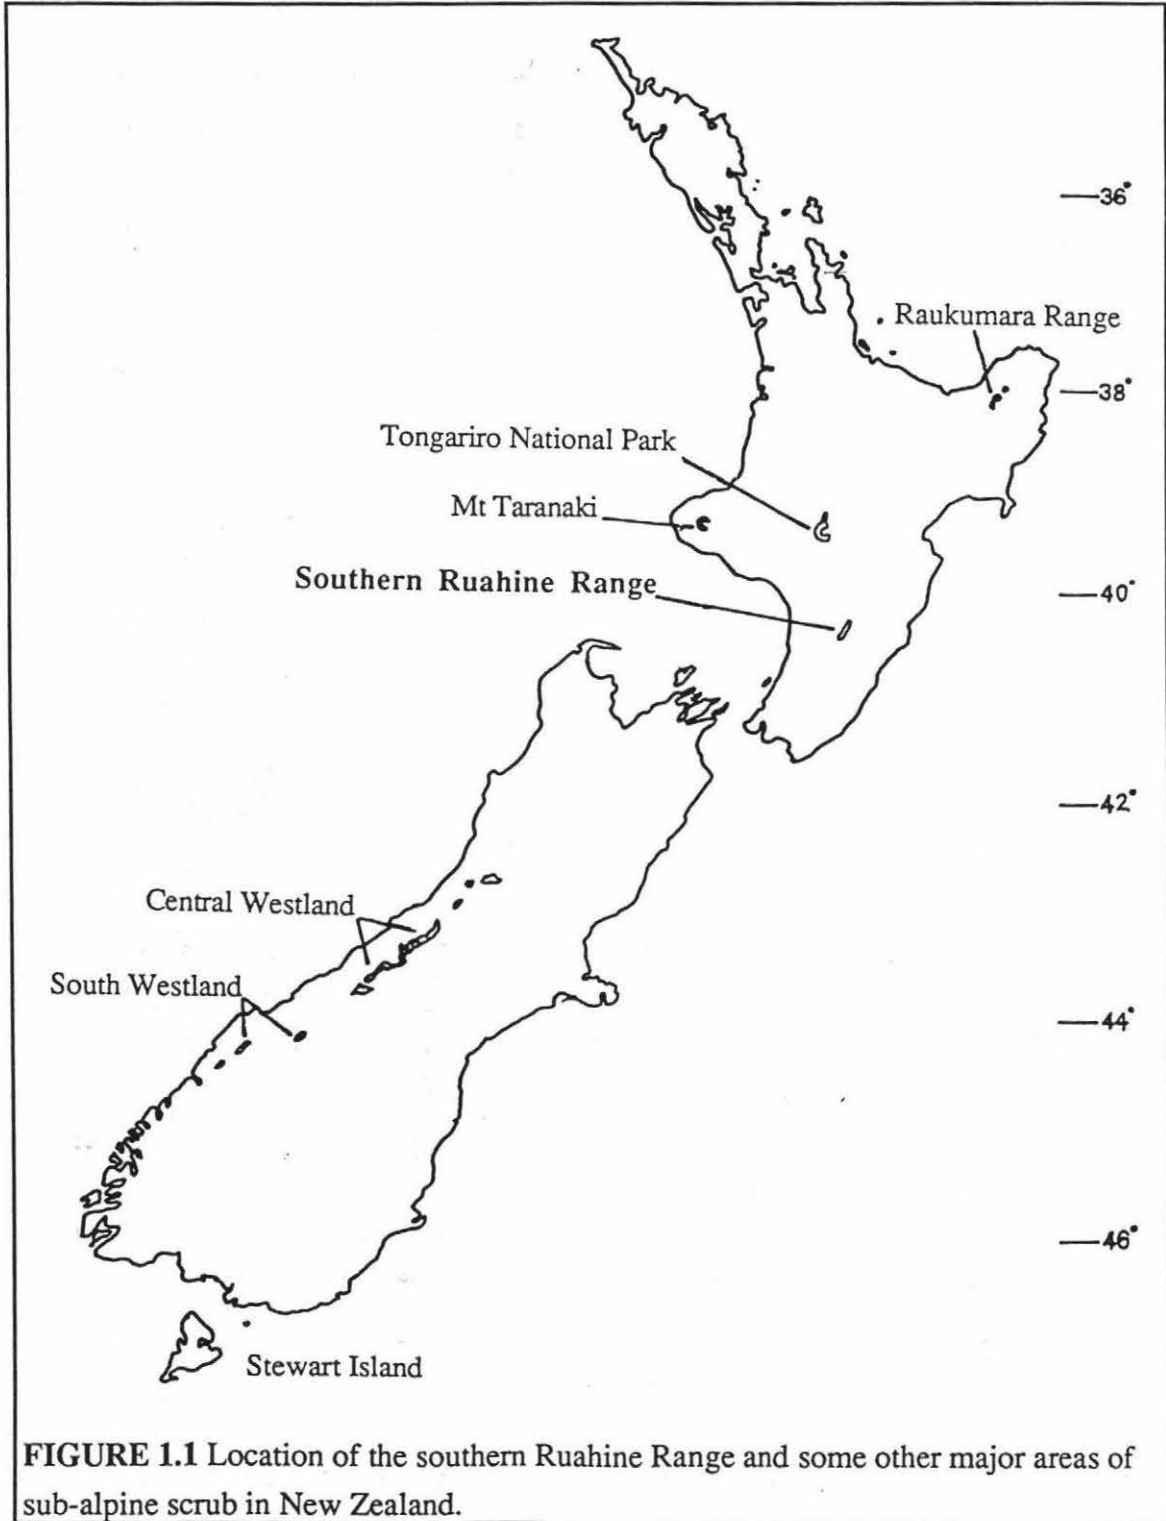 36°
Raukumara Range
38°
Tongariro National Park
Mt Taranaki
Southern Ruahine Range
40°
42°
Central Westland
South Westland
44°
46°
Stewart Island
FIGURE 1.1 Location of the southern Ruahine Range and some other major areas of
sub-alpine scrub in New Zealand.